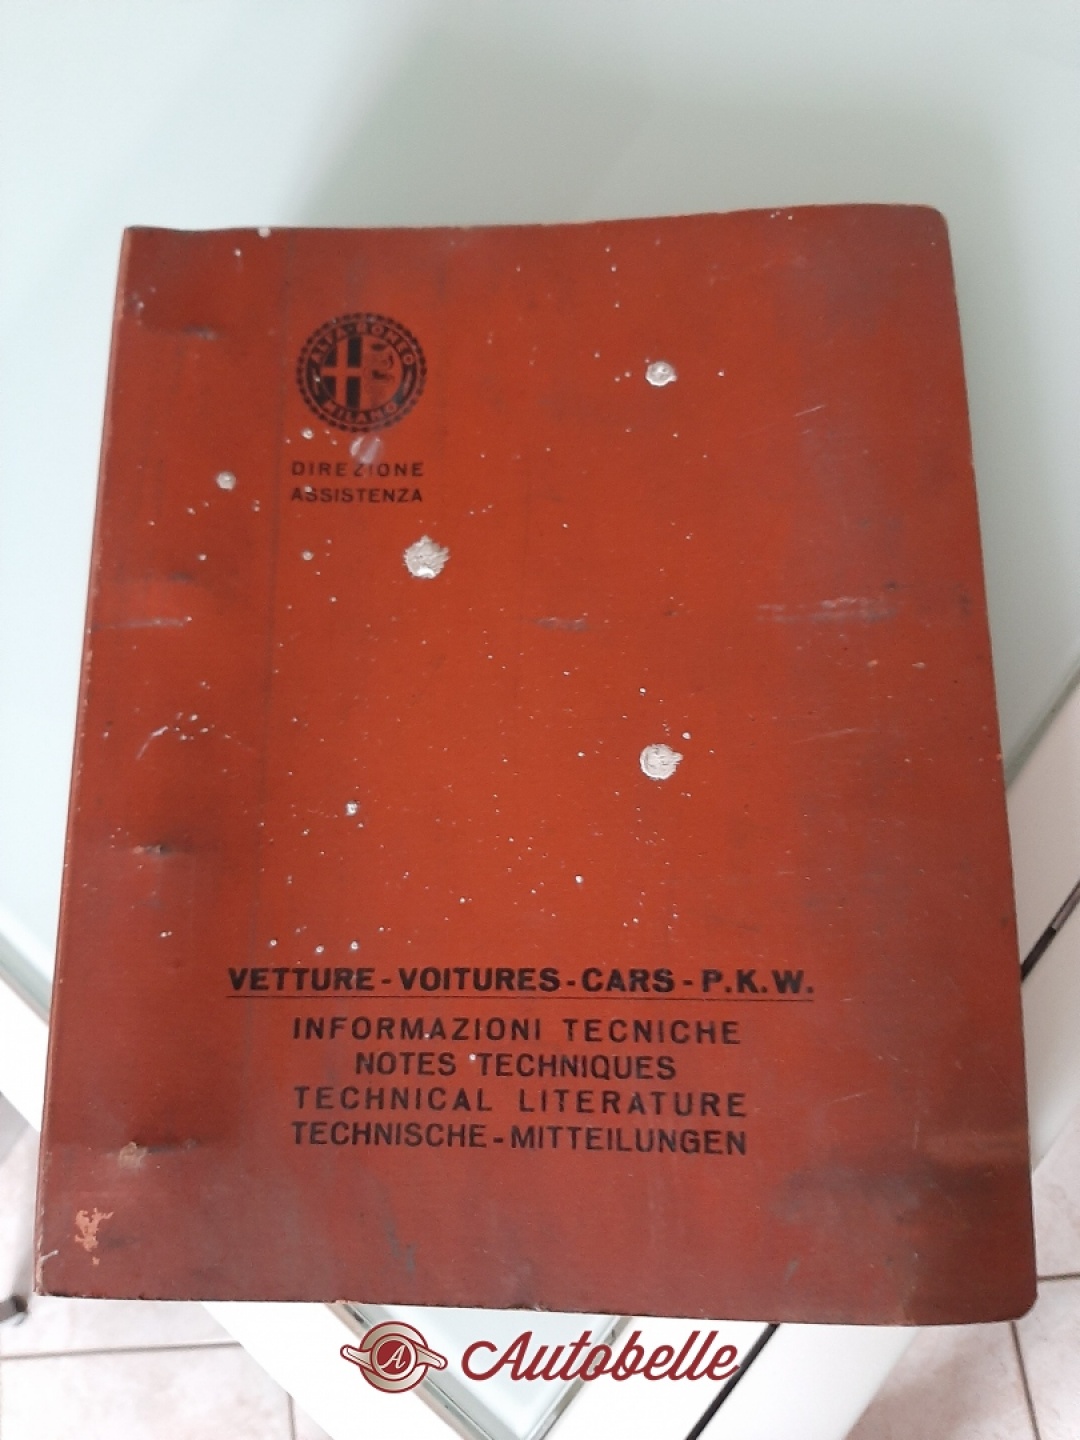 ALFA-ROMEO
MILANO
DIREZIONE
ASSISTENZA
VETTURE-VOITURES-CARS-P.K.W.
INFORMAZIONI TECNICHE
NOTES TECHNIQUES
TECHNICAL LITERATURE
TECHNISCHE-MITTEILUNGEN
A Autobelle